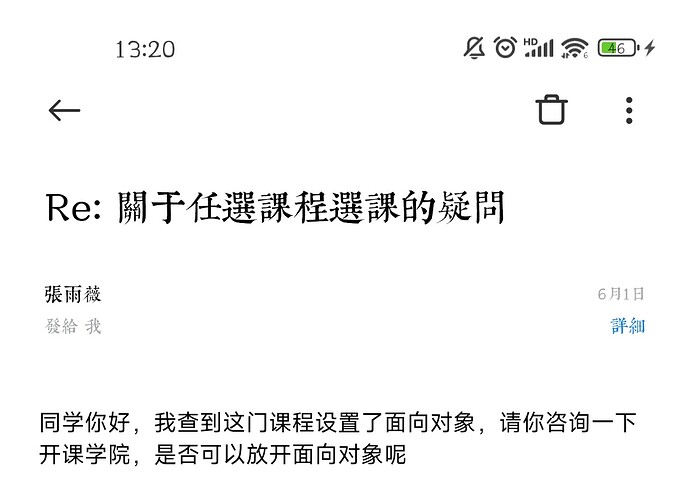 13:20
HD 6 46
Re: 關于任選課程選課的疑問
張雨薇
6月1日
發給 我
詳細
同学你好，我查到这门课程设置了面向对象，请你咨询一下
开课学院，是否可以放开面向对象呢